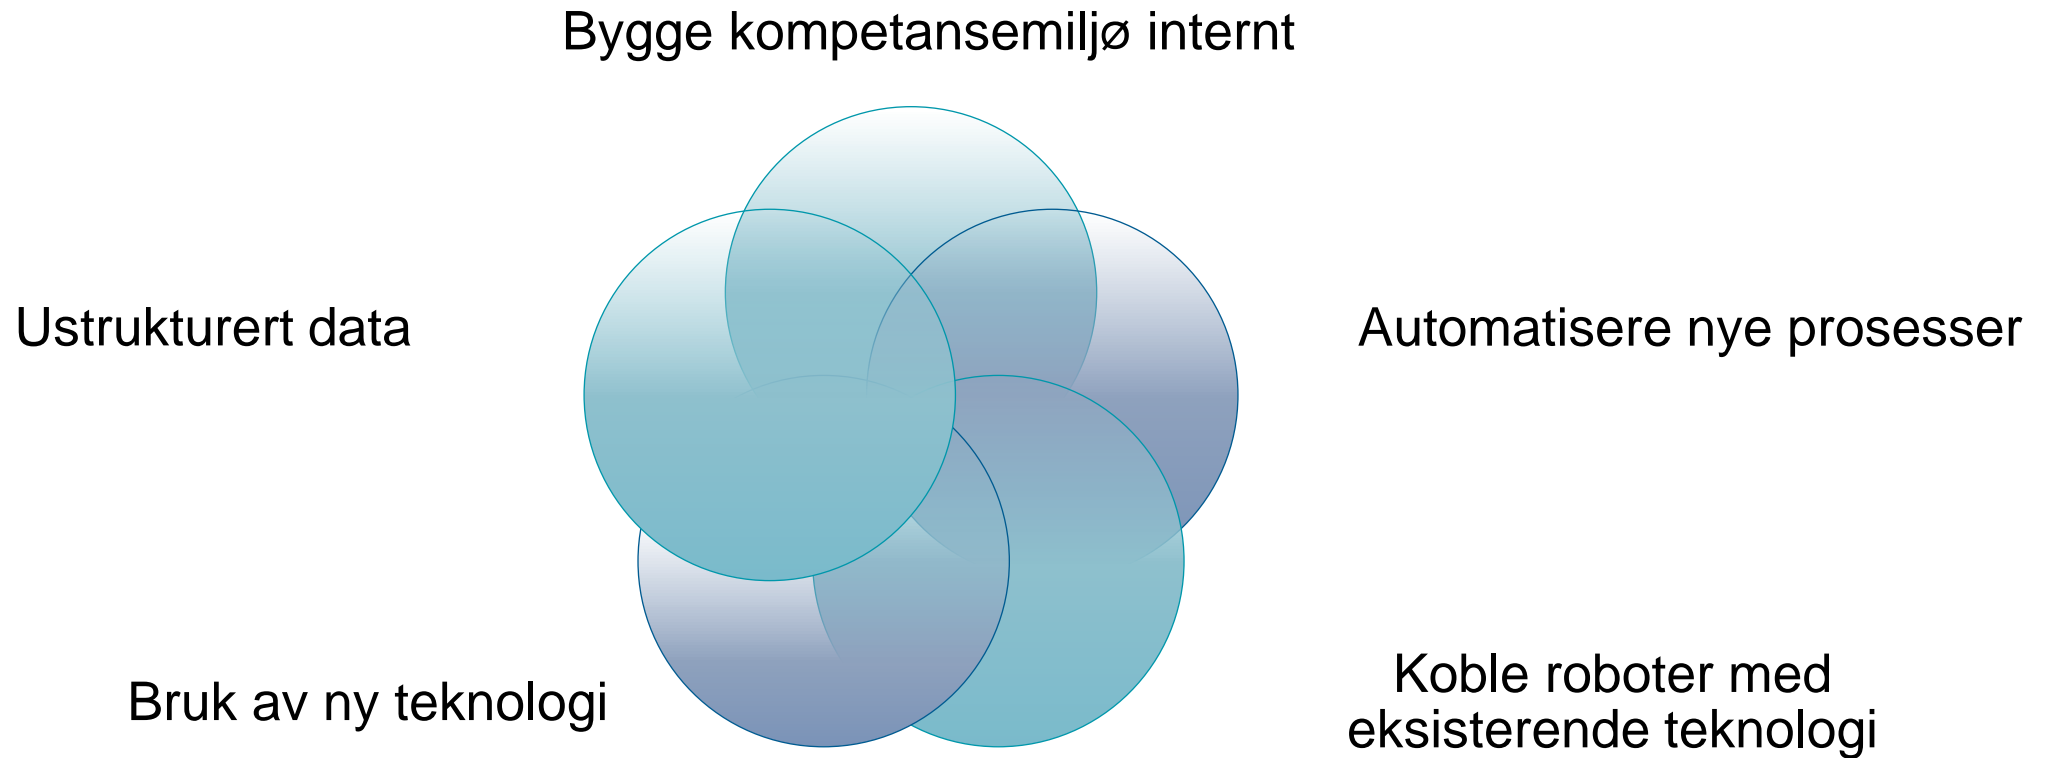 Bygge kompetansemiljø internt
Ustrukturert data
Automatisere nye prosesser
Bruk av ny teknologi
Koble roboter med
eksisterende teknologi